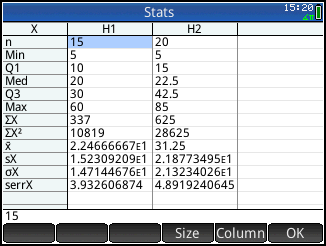 Stats 15:20
X H1 H2
n 15 20
Min 5 5
Q1 10 15
Med 20 22.5
Q3 30 42.5
Max 60 85
ΣX 337 625
ΣX² 10819 28625
x̄ 2.24666667ᴇ1 31.25
sX 1.52309209ᴇ1 2.18773495ᴇ1
σX 1.47144676ᴇ1 2.13234026ᴇ1
serrX 3.932606874 4.8919240645
15
Size Column OK